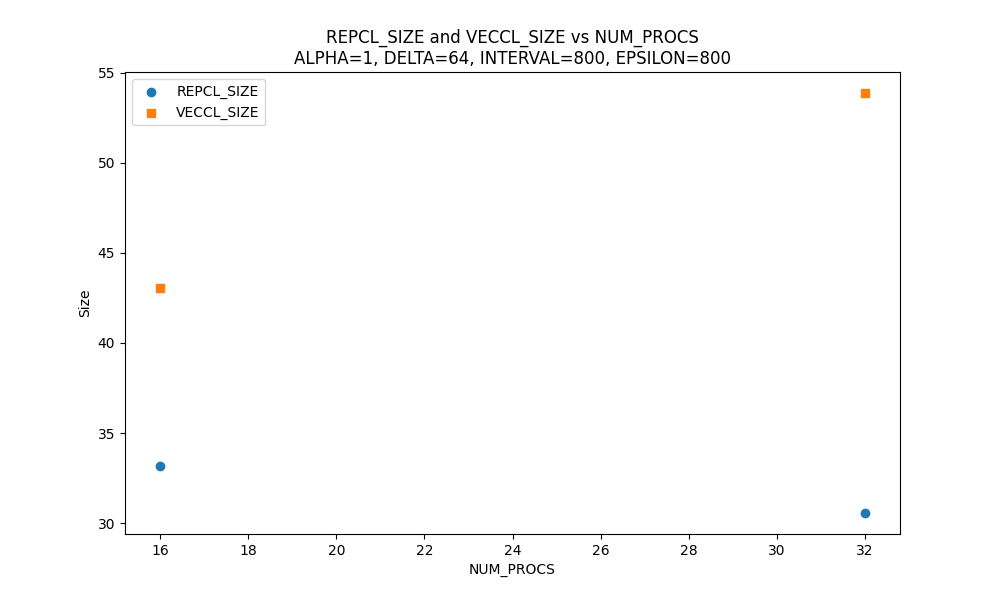 REPCL_SIZE and VECCL_SIZE vs NUM_PROCS
ALPHA=1, DELTA=64, INTERVAL=800, EPSILON=800
REPCL_SIZE
VECCL_SIZE
55
50
45
40
35
30
Size
16 18 20 22 24 26 28 30 32
NUM_PROCS